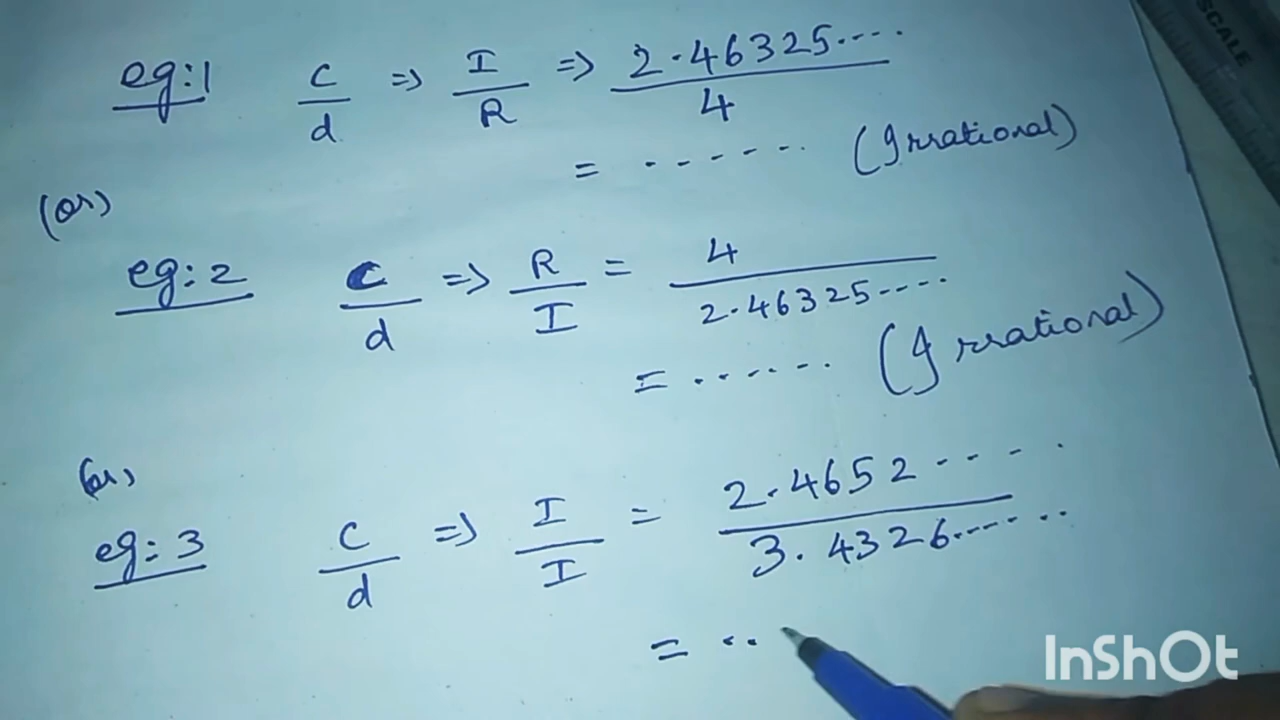 eg:1 C/d => I/R => 2.46325..../4
= ...... (Irrational)
(or)
eg:2 C/d => R/I = 4/2.46325....
= ...... (Irrational)
(or)
eg:3 C/d => I/I = 2.4652...../3.4326.......
= ..
InShOt
SCALE